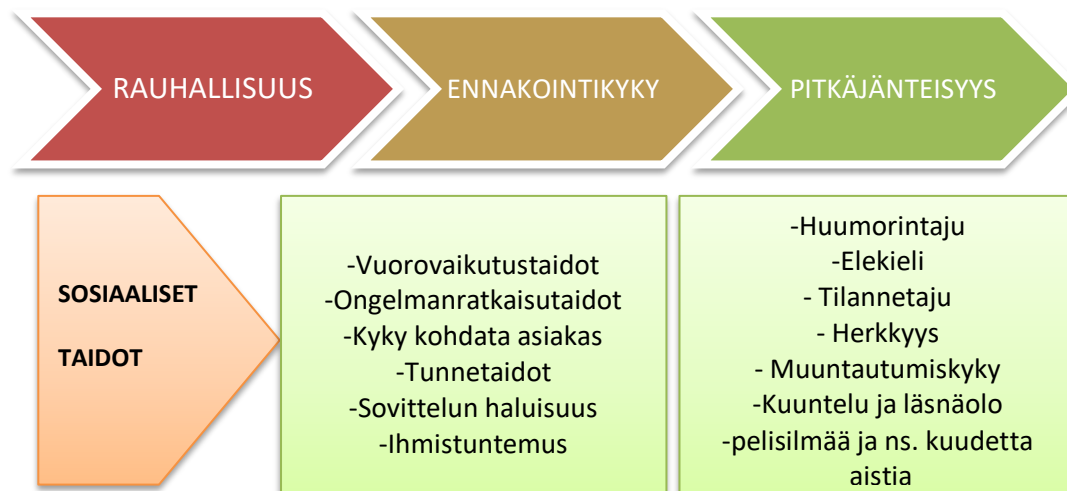 RAUHALLISUUS
ENNAKOINTIKYKY
PITKÄJÄNTEISYYS
SOSIAALISET
TAIDOT
-Vuorovaikutustaidot
-Ongelmanratkaisutaidot
-Kyky kohdata asiakas
-Tunnetaidot
-Sovittelun haluisuus
-Ihmistuntemus
-Huumorintaju
-Elekieli
- Tilannetaju
- Herkkyys
- Muuntautumiskyky
-Kuuntelu ja läsnäolo
-pelisilmää ja ns. kuudetta
aistia